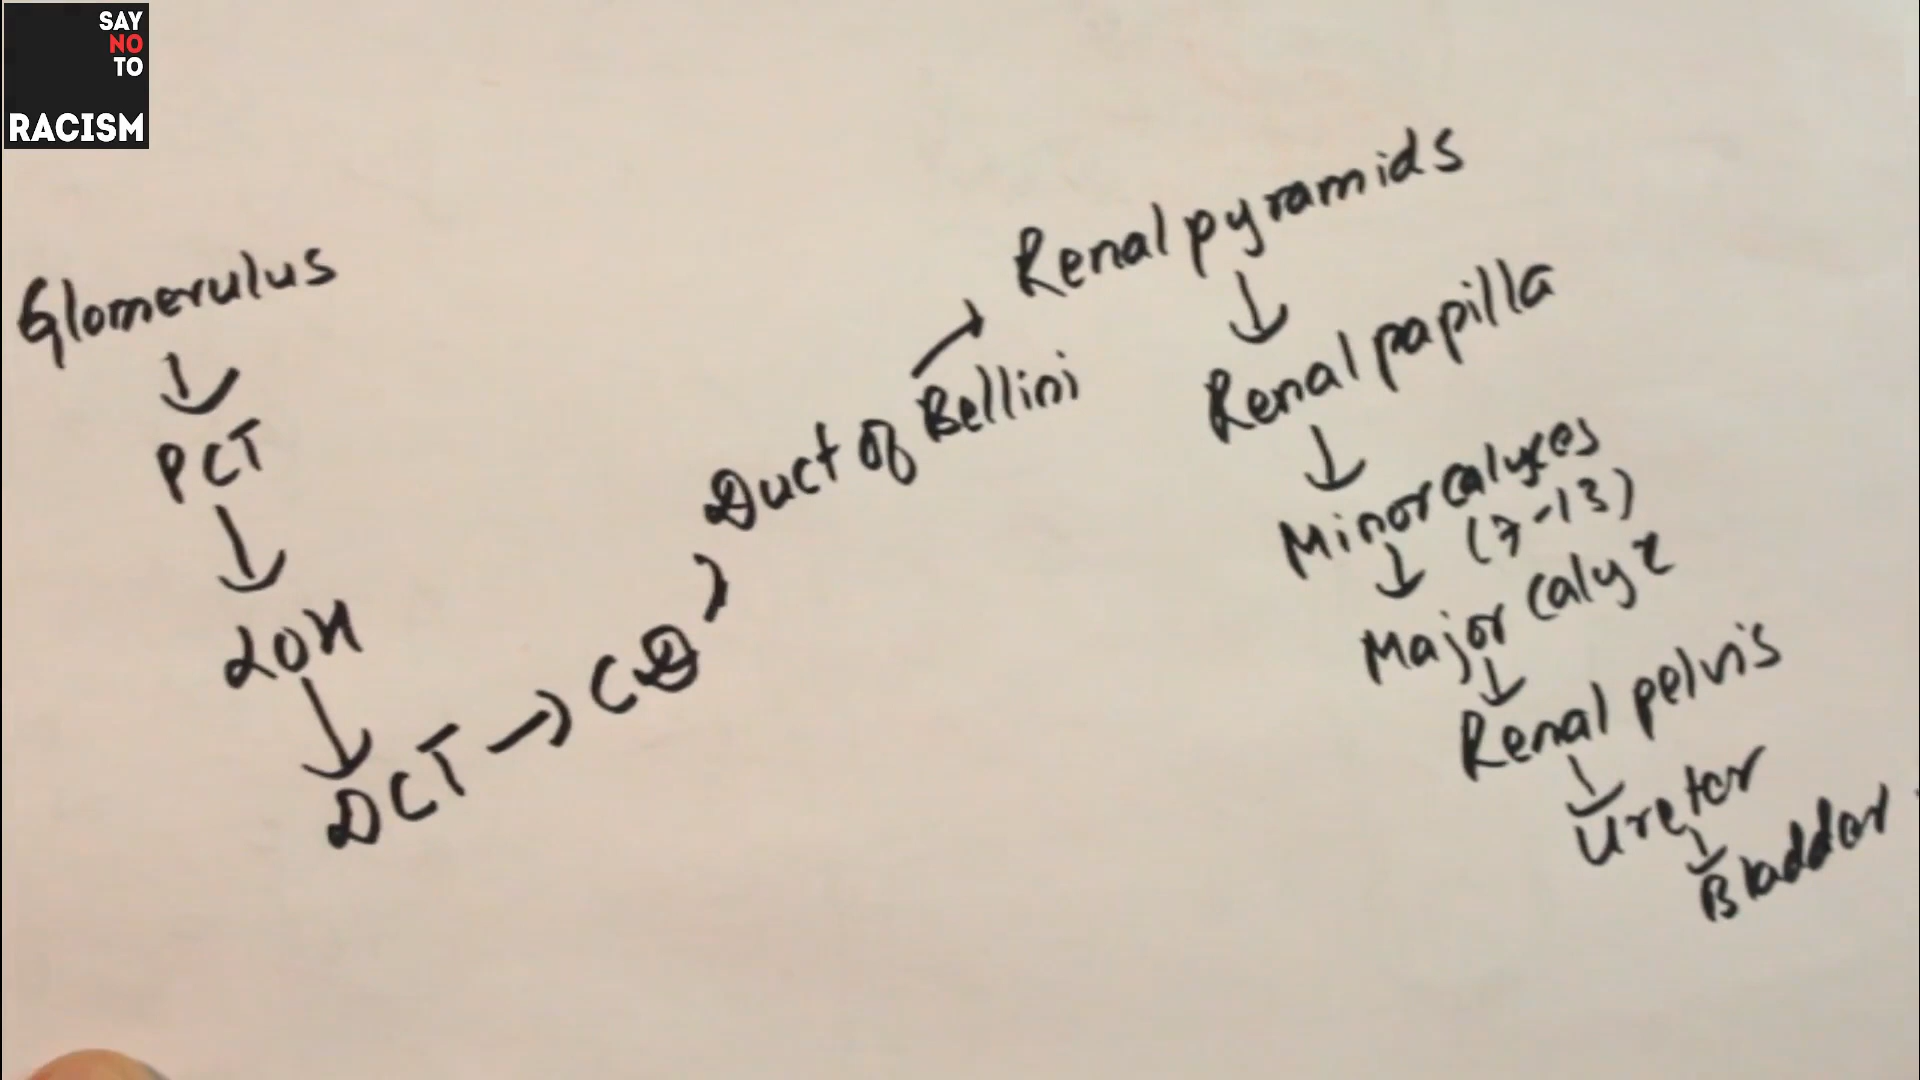 SAY
NO
TO
RACISM
Glomerulus
PCT
LOH
DCT → CD
Duct of Bellini
Renal pyramids
Renal papilla
Minor calyces
(7-13)
Major calyx
Renal pelvis
Ureter
Bladder